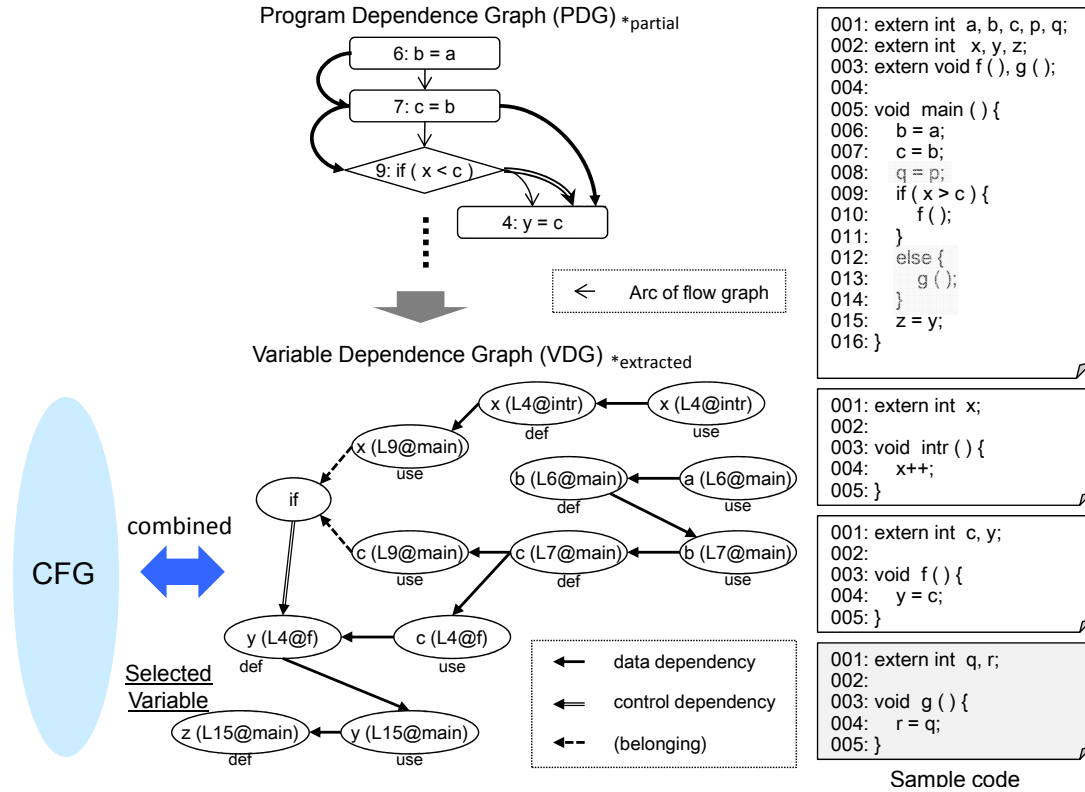 Program Dependence Graph (PDG) *partial
6: b = a
7: c = b
9: if ( x < c )
4: y = c
Arc of flow graph
Variable Dependence Graph (VDG) *extracted
x (L4@intr)
def
x (L4@intr)
use
x (L9@main)
use
b (L6@main)
def
a (L6@main)
use
if
c (L9@main)
use
c (L7@main)
def
b (L7@main)
use
combined
CFG
y (L4@f)
def
c (L4@f)
use
Selected
Variable
z (L15@main)
def
y (L15@main)
use
data dependency
control dependency
(belonging)
001: extern int a, b, c, p, q;
002: extern int x, y, z;
003: extern void f ( ), g ( );
004:
005: void main ( ) {
006: b = a;
007: c = b;
008: q = p;
009: if ( x > c ) {
010: f ( );
011: }
012: else {
013: g ( );
014: }
015: z = y;
016: }
001: extern int x;
002:
003: void intr ( ) {
004: x++;
005: }
001: extern int c, y;
002:
003: void f ( ) {
004: y = c;
005: }
001: extern int q, r;
002:
003: void g ( ) {
004: r = q;
005: }
Sample code